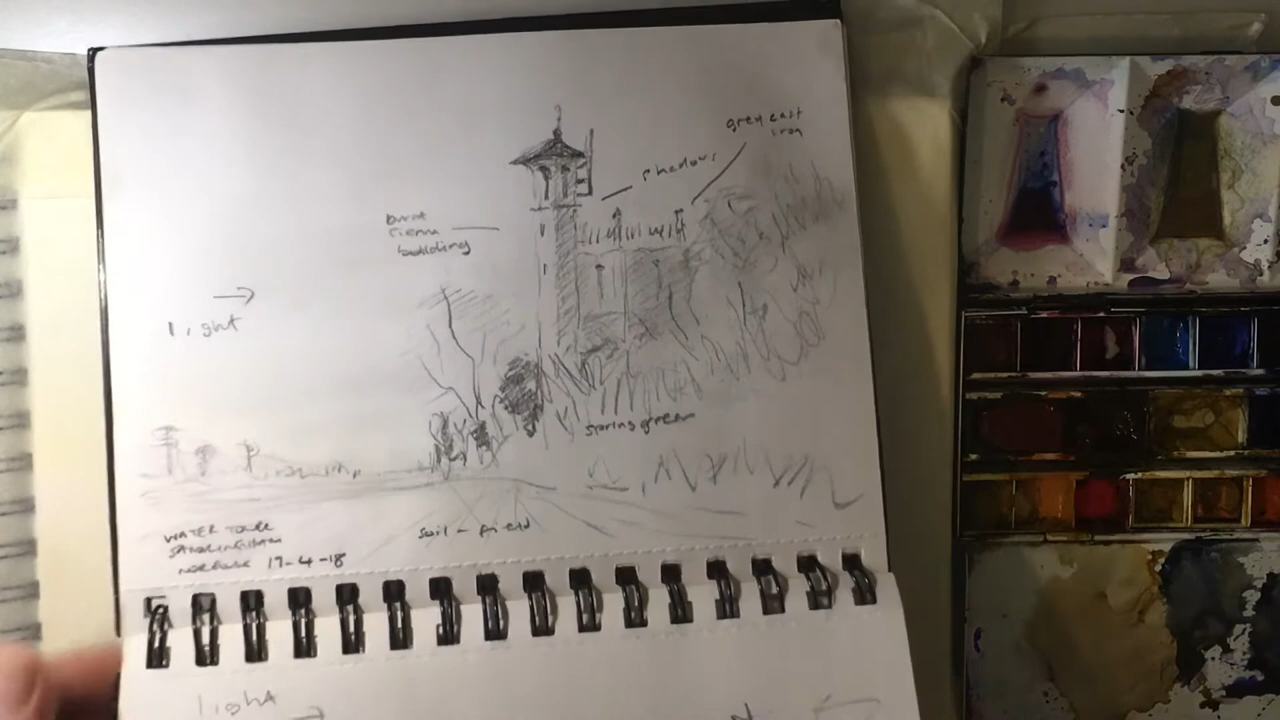 grey cast
iron
shadows
burnt
sienna
building
light
spring green
soil - field
WATER TOWER
SANDRINGHAM
NORFOLK 17-4-18
light